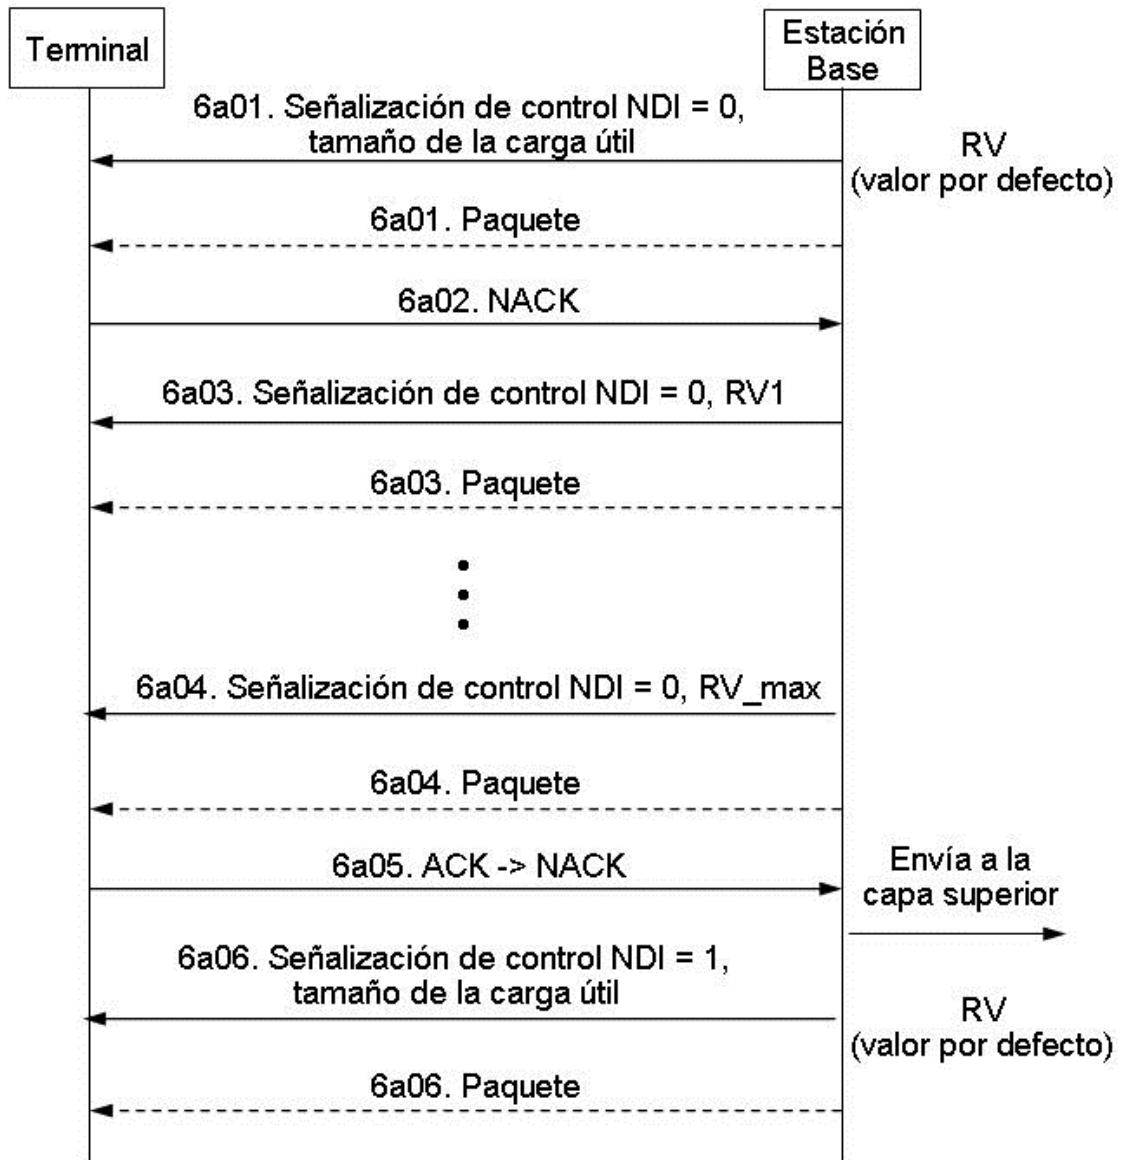 Terminal
Estación
Base
6a01. Señalización de control NDI = 0,
tamaño de la carga útil
RV
(valor por defecto)
6a01. Paquete
6a02. NACK
6a03. Señalización de control NDI = 0, RV1
6a03. Paquete
6a04. Señalización de control NDI = 0, RV_max
6a04. Paquete
6a05. ACK -> NACK
Envía a la
capa superior
6a06. Señalización de control NDI = 1,
tamaño de la carga útil
RV
(valor por defecto)
6a06. Paquete